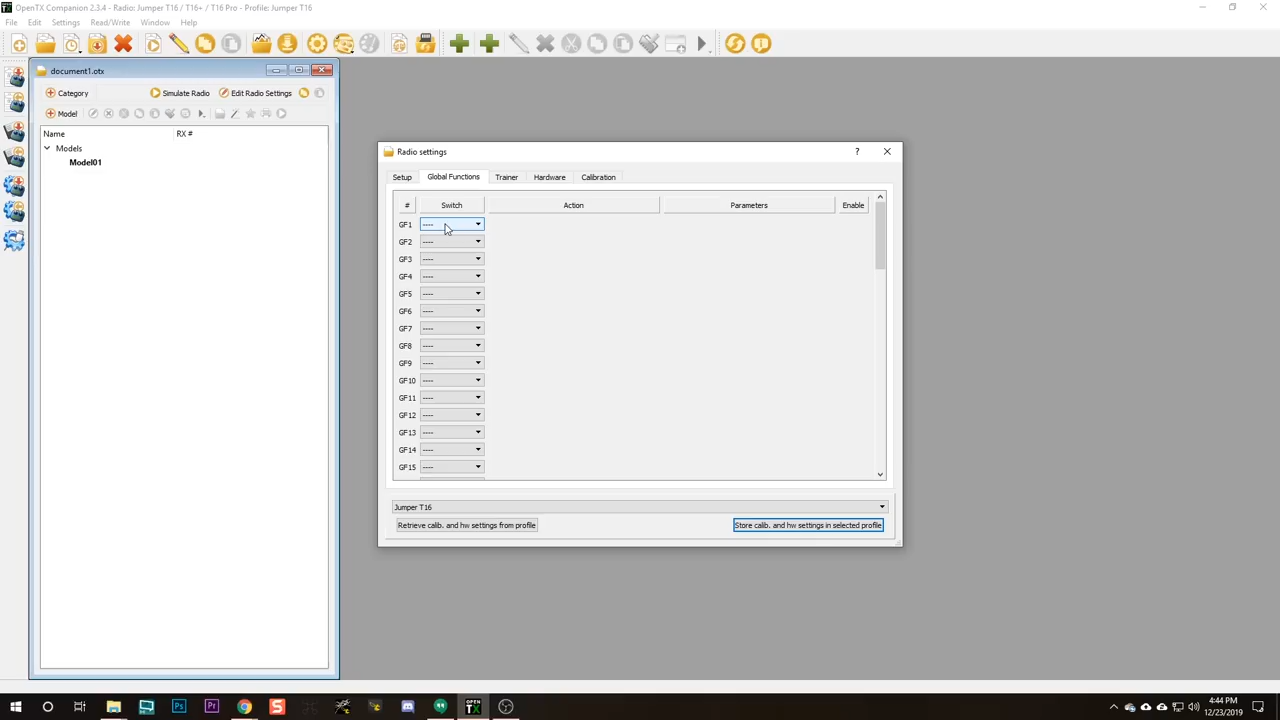 OpenTX Companion 2.3.4 - Radio: Jumper T16 / T16+ / T16 Pro - Profile: Jumper T16
File Edit Settings Read/Write Window Help
document1.otx
Category Simulate Radio Edit Radio Settings
Model
Name RX #
Models
Model01
Radio settings ?
Setup Global Functions Trainer Hardware Calibration
# Switch Action Parameters Enable
GF1 ----
GF2 ----
GF3 ----
GF4 ----
GF5 ----
GF6 ----
GF7 ----
GF8 ----
GF9 ----
GF10 ----
GF11 ----
GF12 ----
GF13 ----
GF14 ----
GF15 ----
Jumper T16
Retrieve calib. and hw settings from profile Store calib. and hw settings in selected profile
Ps Pr S OPEN TX
4:44 PM
12/23/2019